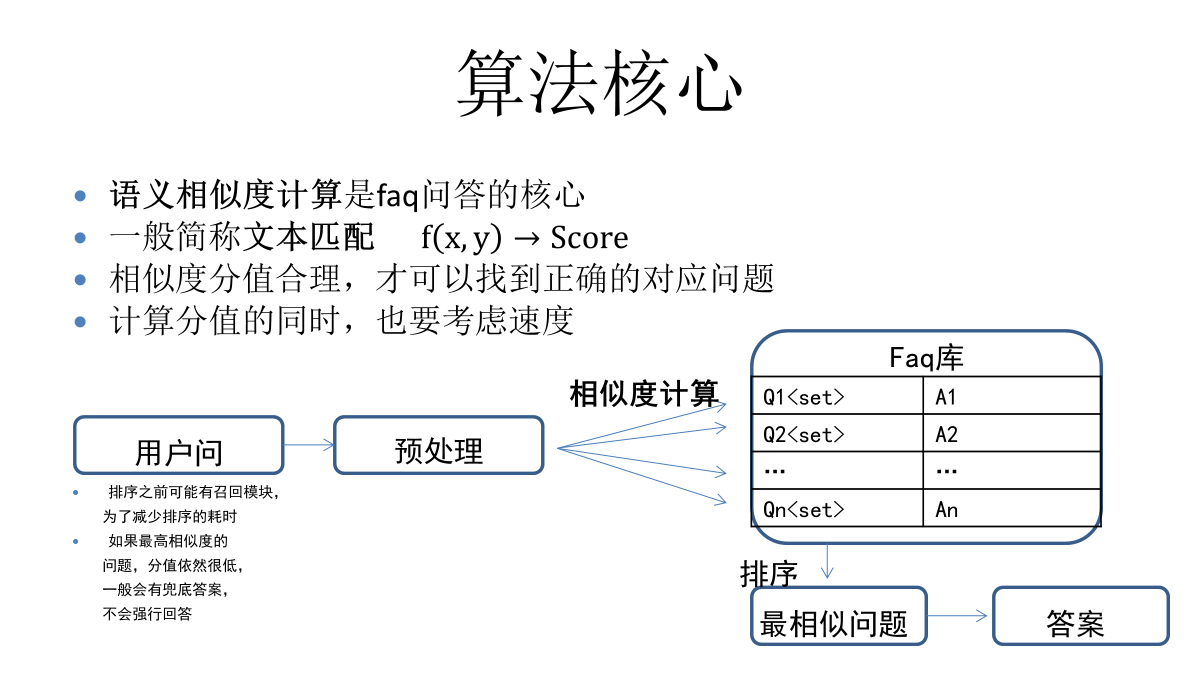 算法核心
语义相似度计算是faq问答的核心
一般简称文本匹配 f(x,y)→Score
相似度分值合理，才可以找到正确的对应问题
计算分值的同时，也要考虑速度
Faq库
相似度计算
Q1<set> A1
Q2<set> A2
… …
Qn<set> An
用户问
预处理
排序之前可能有召回模块，
为了减少排序的耗时
如果最高相似度的
问题，分值依然很低，
一般会有兜底答案，
不会强行回答
排序
最相似问题
答案